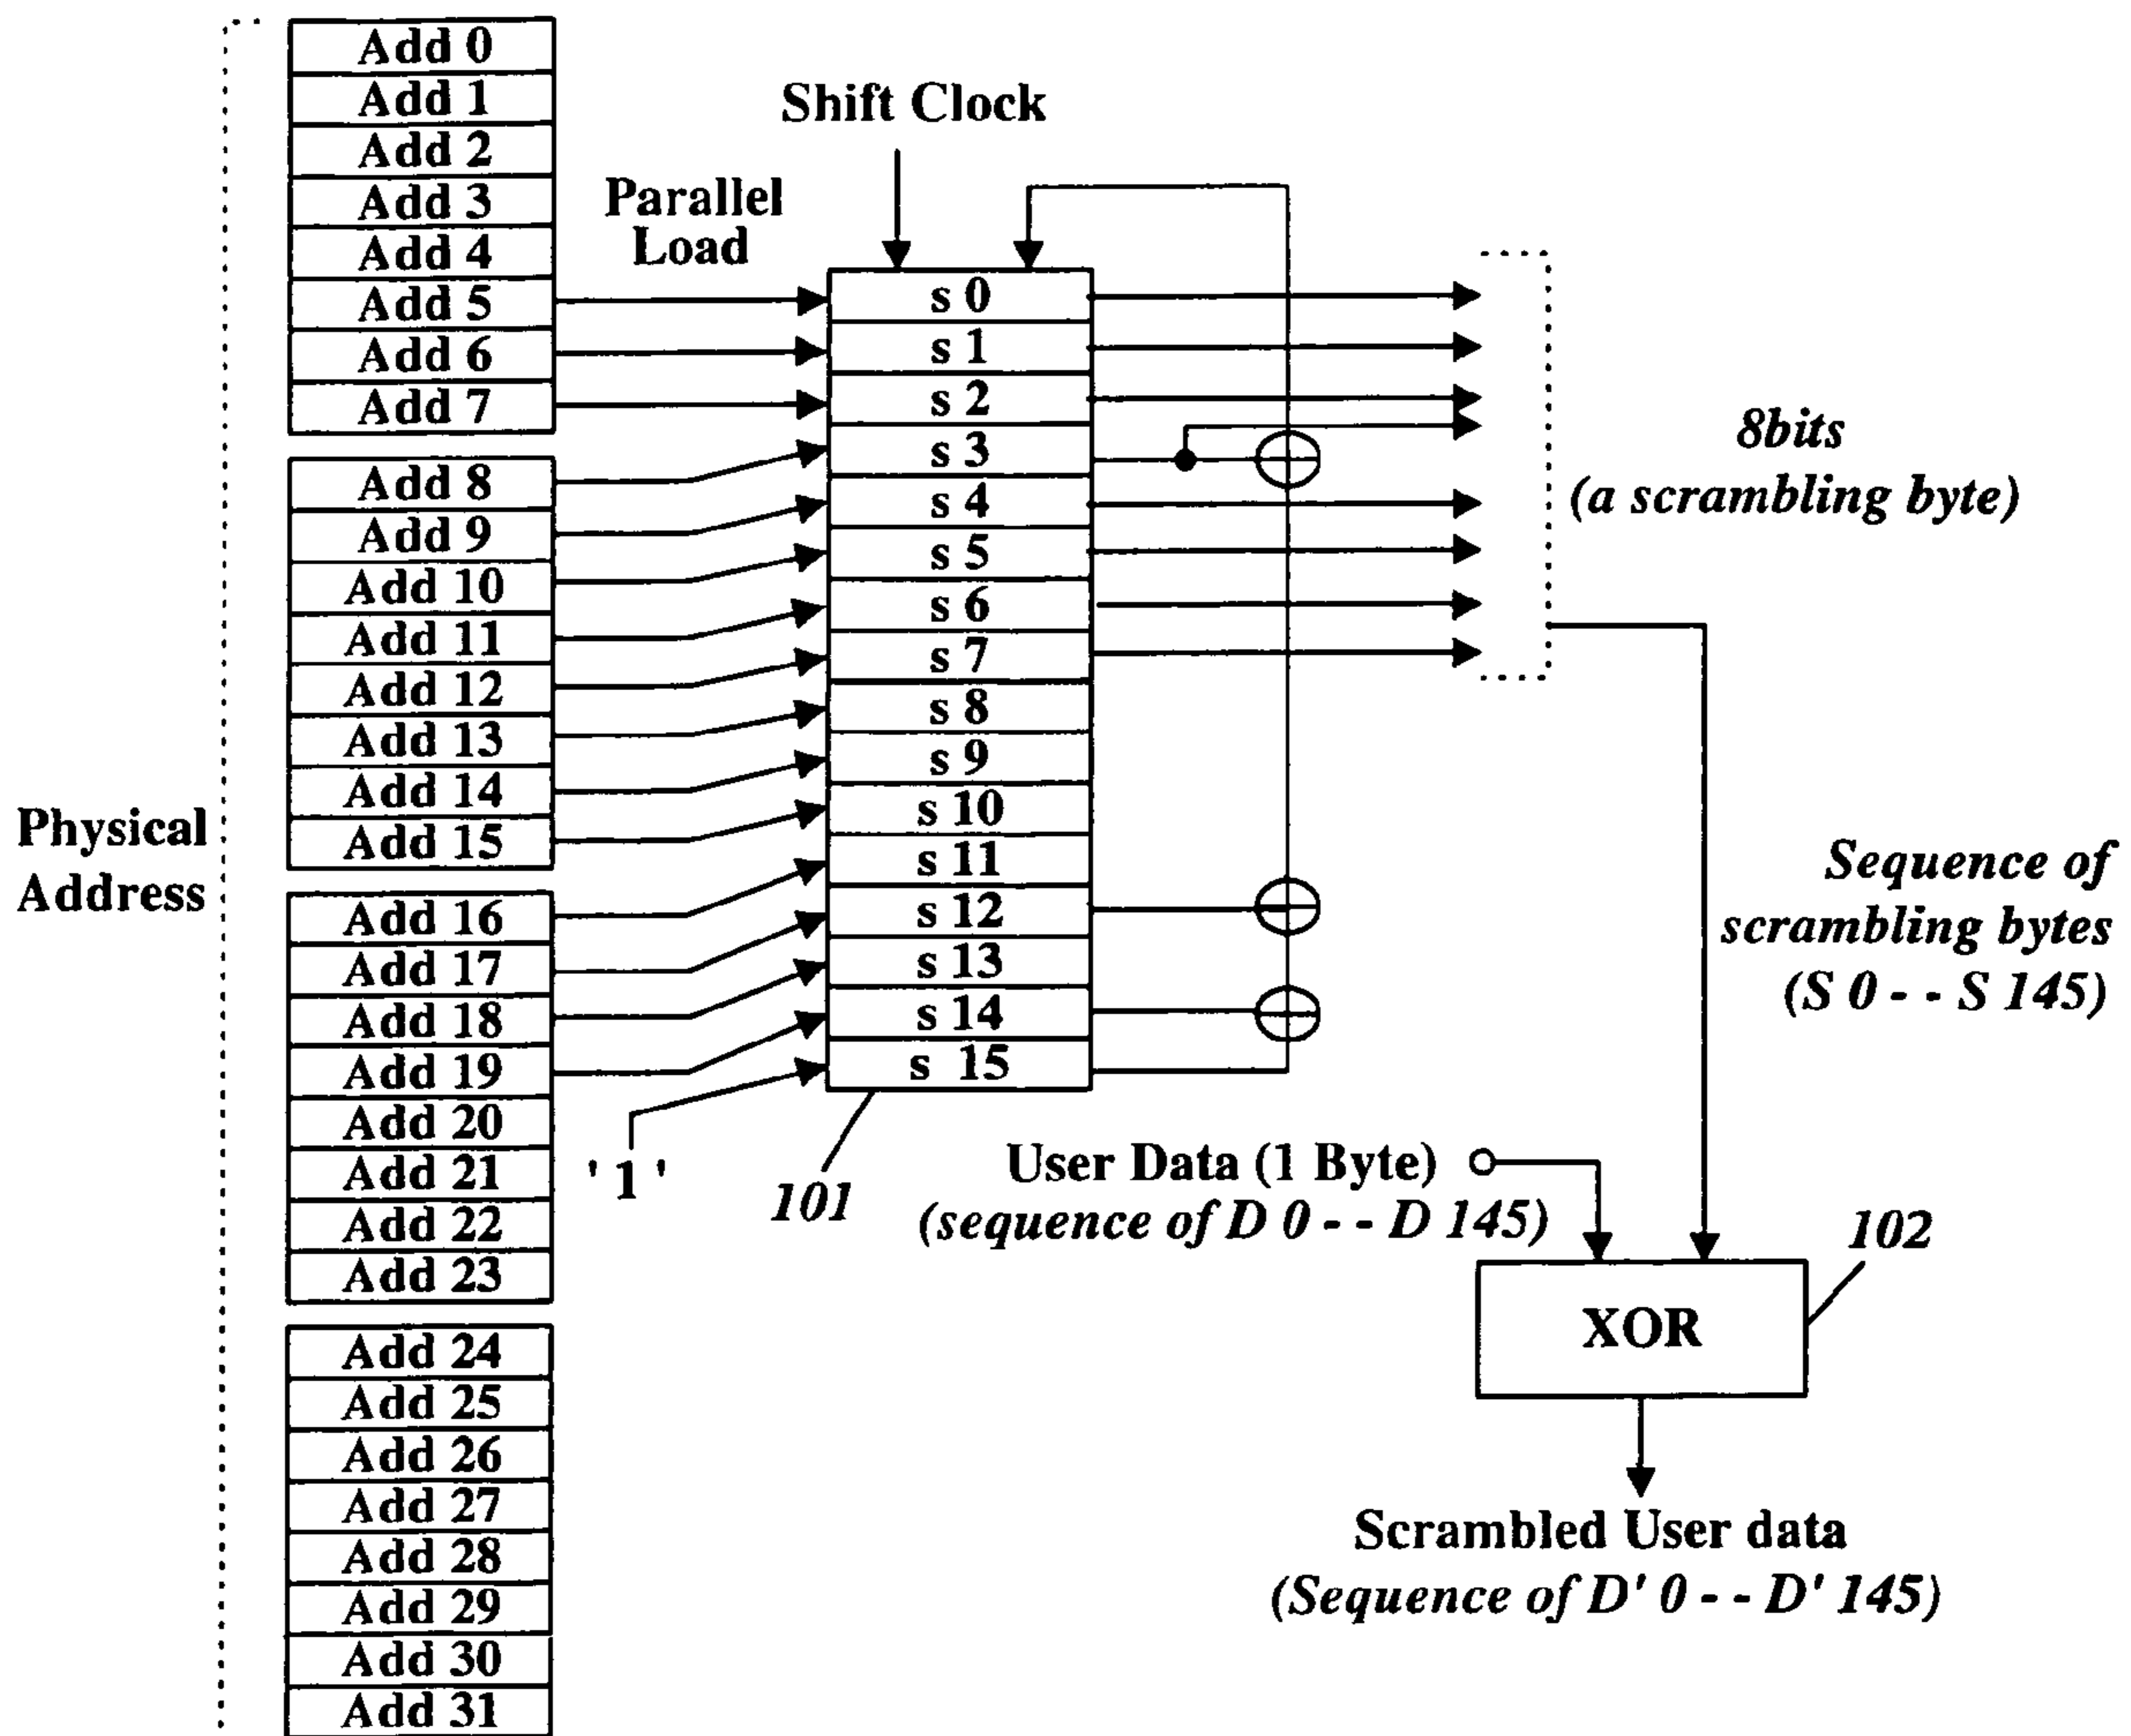 Physical
Address
Add 0
Add 1
Add 2
Add 3
Add 4
Add 5
Add 6
Add 7
Add 8
Add 9
Add 10
Add 11
Add 12
Add 13
Add 14
Add 15
Add 16
Add 17
Add 18
Add 19
Add 20
Add 21
Add 22
Add 23
Add 24
Add 25
Add 26
Add 27
Add 28
Add 29
Add 30
Add 31
Parallel
Load
Shift Clock
s 0
s 1
s 2
s 3
s 4
s 5
s 6
s 7
s 8
s 9
s 10
s 11
s 12
s 13
s 14
s 15
' 1 '
101
8bits
(a scrambling byte)
Sequence of
scrambling bytes
(S 0 - - S 145)
User Data (1 Byte)
(sequence of D 0 - - D 145)
102
XOR
Scrambled User data
(Sequence of D' 0 - - D' 145)